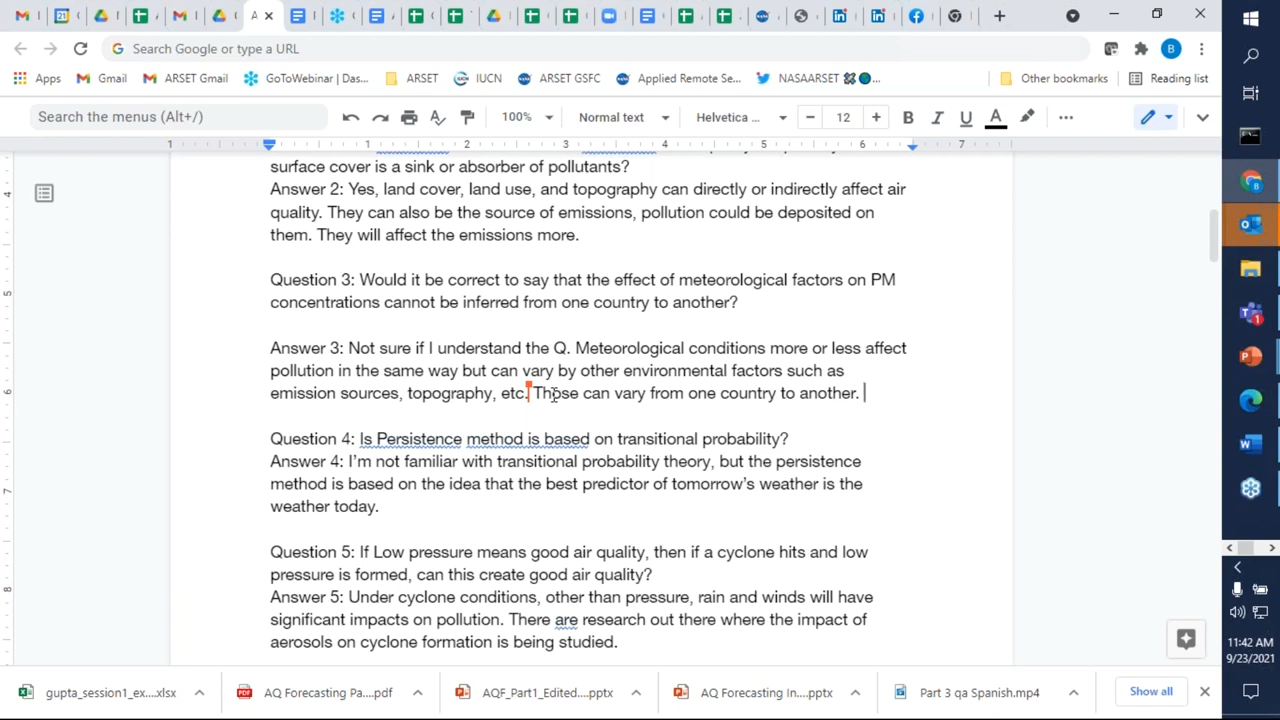 Search Google or type a URL
B
Apps
Gmail
ARSET Gmail
GoToWebinar | Das...
ARSET
IUCN
ARSET GSFC
Applied Remote Se...
NASAARSET
Other bookmarks
Reading list
Search the menus (Alt+/)
100%
Normal text
Helvetica ...
12
B I U A
1 1 2 3 4 5 6 7
surface cover is a sink or absorber of pollutants?
Answer 2: Yes, land cover, land use, and topography can directly or indirectly affect air
quality. They can also be the source of emissions, pollution could be deposited on
them. They will affect the emissions more.
Question 3: Would it be correct to say that the effect of meteorological factors on PM
concentrations cannot be inferred from one country to another?
Answer 3: Not sure if I understand the Q. Meteorological conditions more or less affect
pollution in the same way but can vary by other environmental factors such as
emission sources, topography, etc. Those can vary from one country to another.
Question 4: Is Persistence method is based on transitional probability?
Answer 4: I'm not familiar with transitional probability theory, but the persistence
method is based on the idea that the best predictor of tomorrow's weather is the
weather today.
Question 5: If Low pressure means good air quality, then if a cyclone hits and low
pressure is formed, can this create good air quality?
Answer 5: Under cyclone conditions, other than pressure, rain and winds will have
significant impacts on pollution. There are research out there where the impact of
aerosols on cyclone formation is being studied.
4
5
6
7
8
gupta_session1_ex....xlsx
AQ Forecasting Pa....pdf
AQF_Part1_Edited....pptx
AQ Forecasting In....pptx
Part 3 qa Spanish.mp4
Show all
11:42 AM
9/23/2021